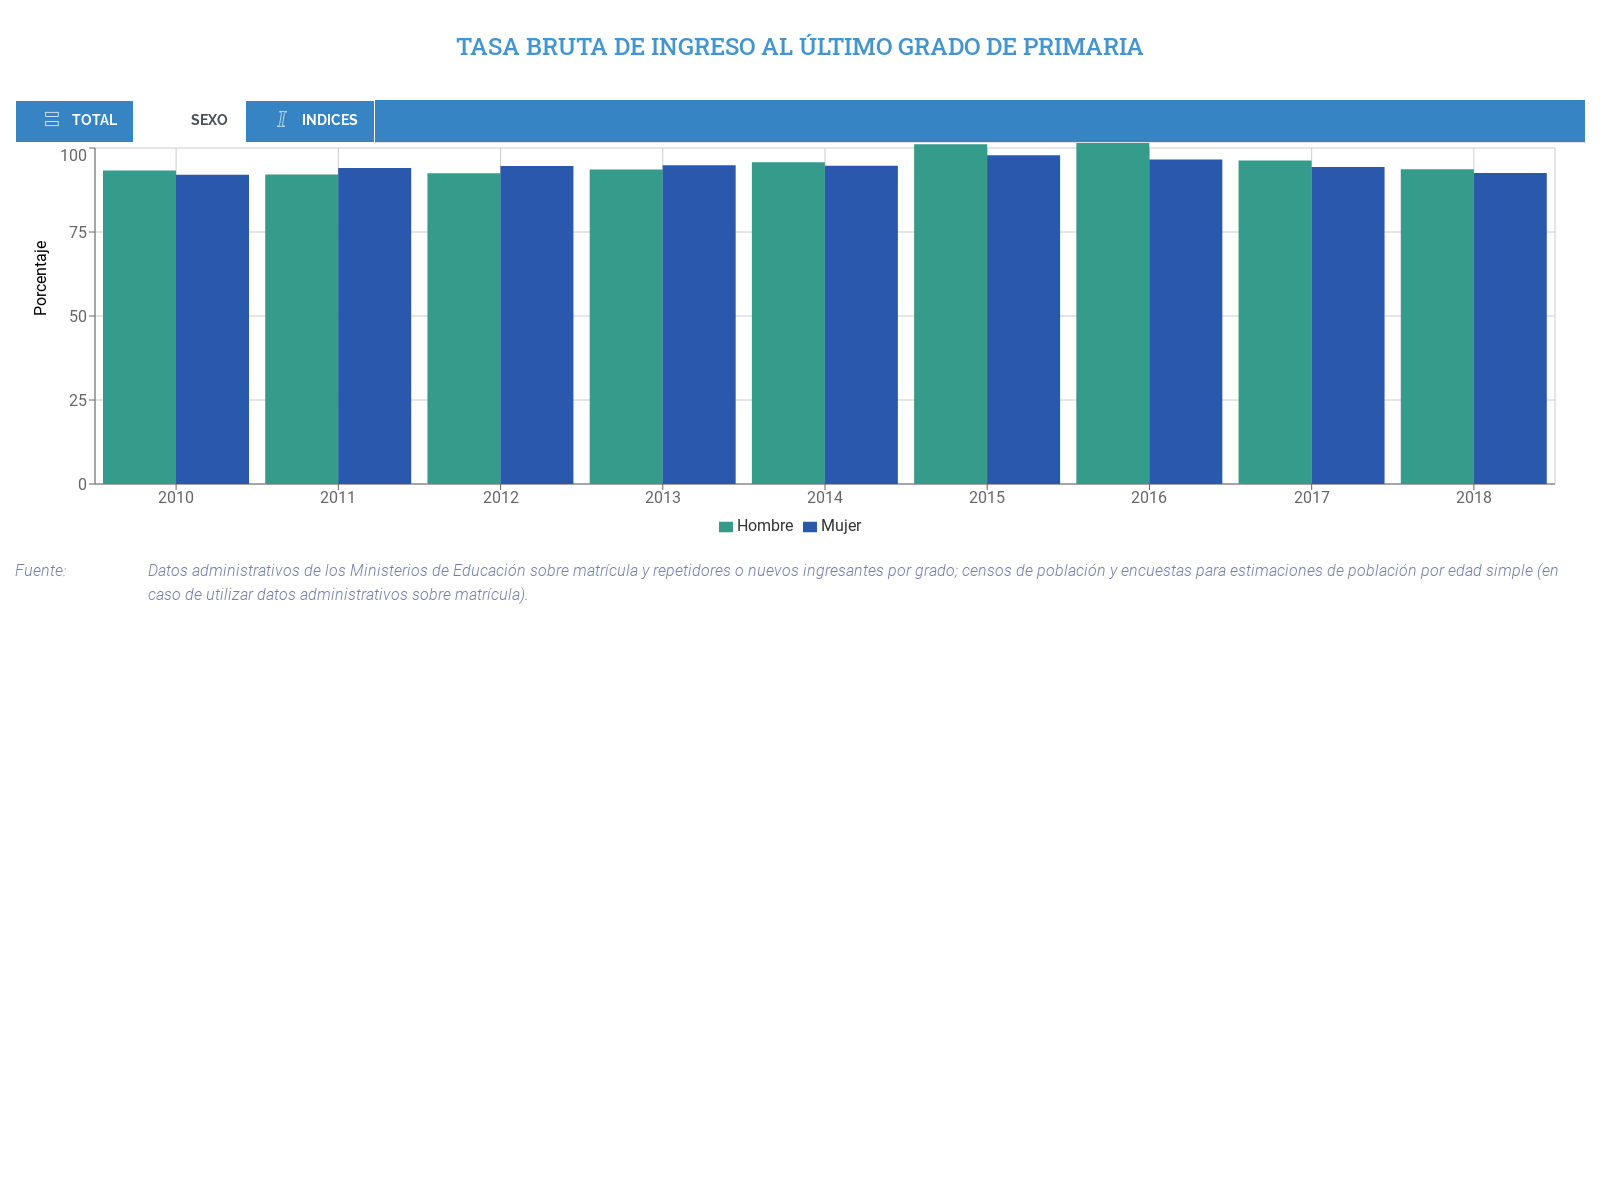 TASA BRUTA DE INGRESO AL ÚLTIMO GRADO DE PRIMARIA
TOTAL SEXO INDICES
Porcentaje
100
75
50
25
0
2010 2011 2012 2013 2014 2015 2016 2017 2018
Hombre Mujer
Fuente: Datos administrativos de los Ministerios de Educación sobre matrícula y repetidores o nuevos ingresantes por grado; censos de población y encuestas para estimaciones de población por edad simple (en
caso de utilizar datos administrativos sobre matrícula).